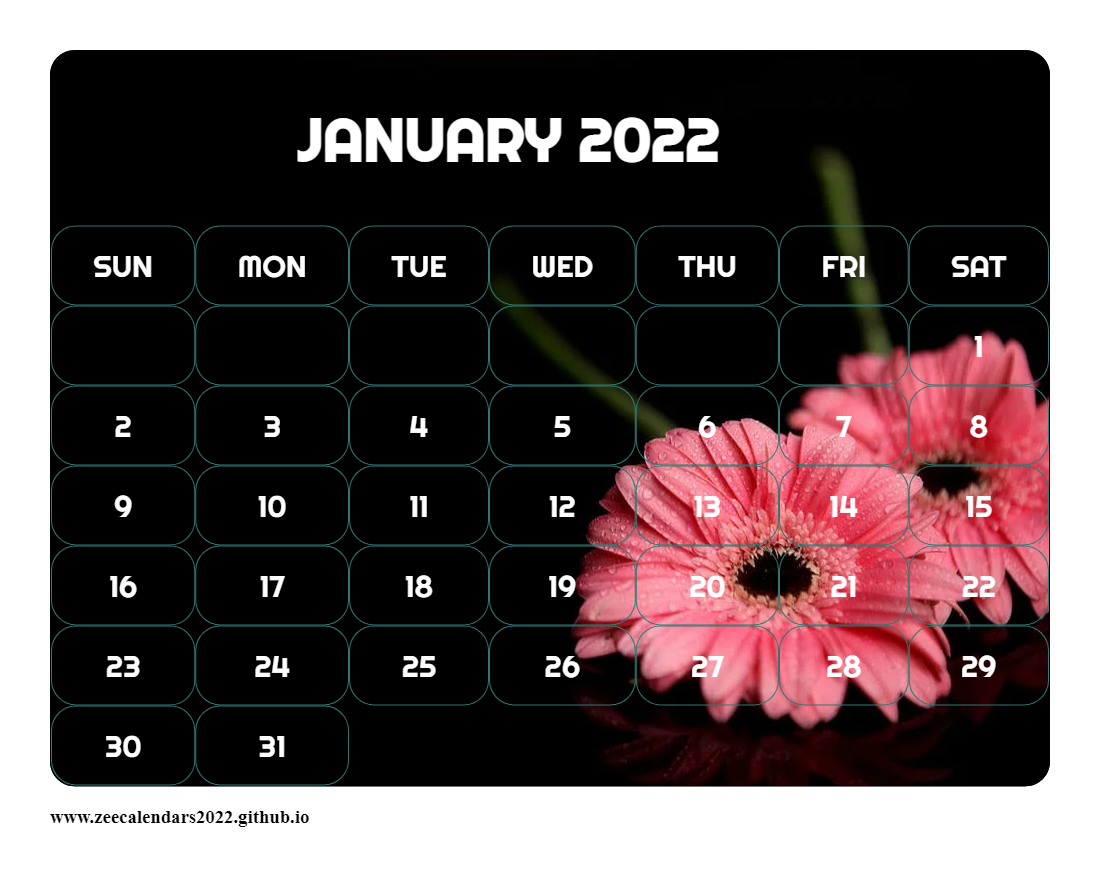 JANUARY 2022
SUN MON TUE WED THU FRI SAT
1
2 3 4 5 6 7 8
9 10 11 12 13 14 15
16 17 18 19 20 21 22
23 24 25 26 27 28 29
30 31
www.zeecalendars2022.github.io